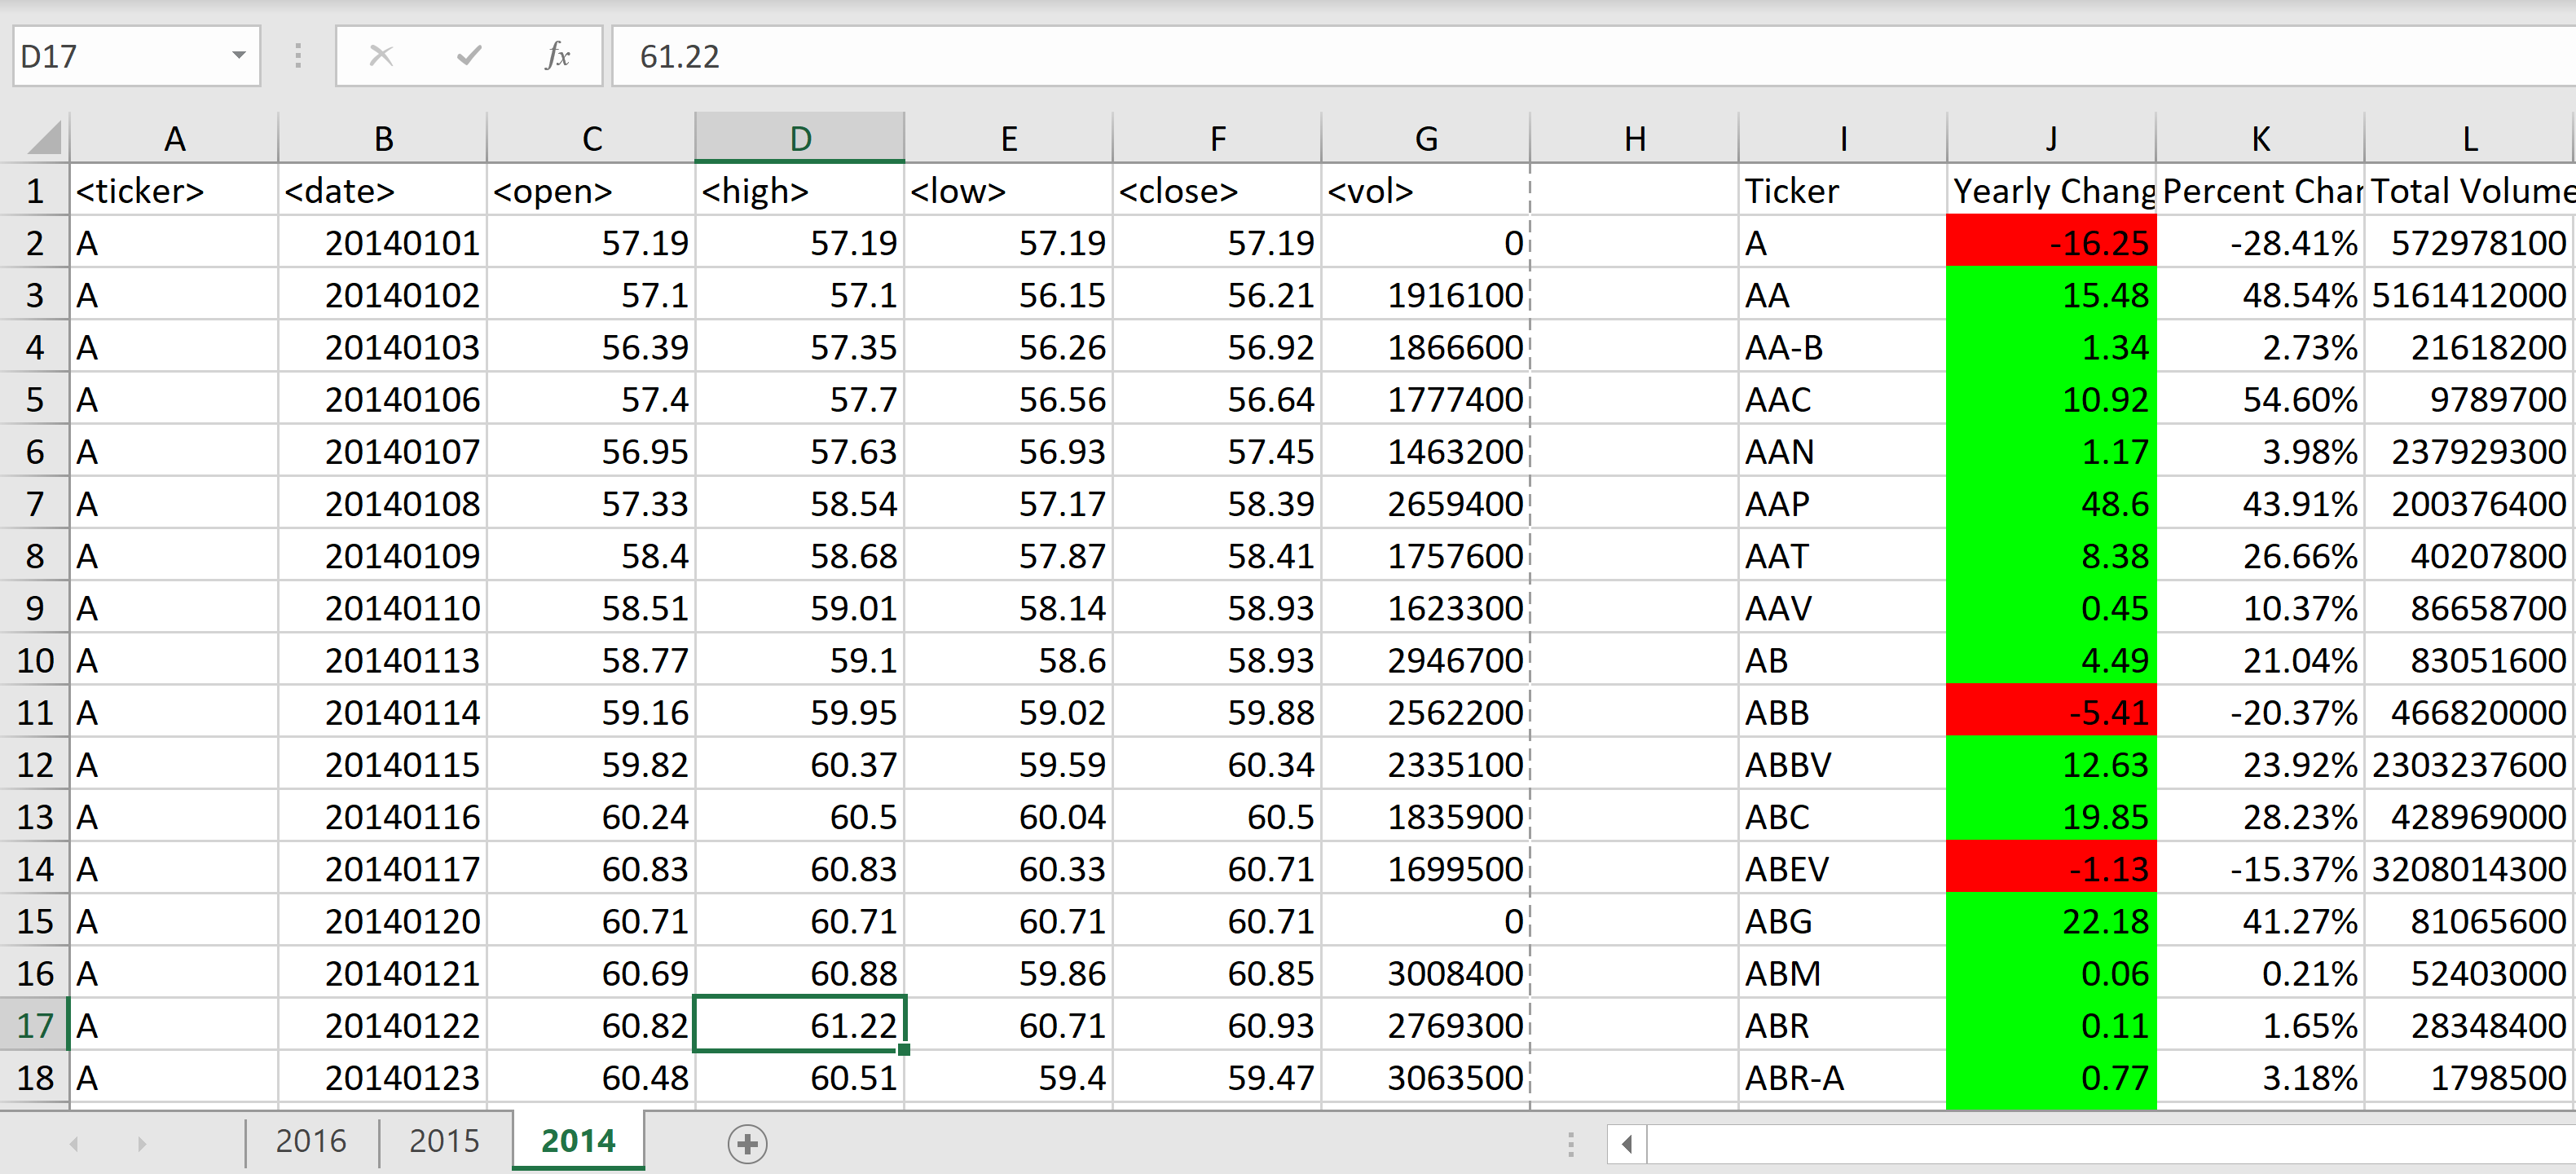 D17 fx 61.22
A B C D E F G H I J K L
1 <ticker> <date> <open> <high> <low> <close> <vol> Ticker Yearly Chang Percent Char Total Volume
2 A 20140101 57.19 57.19 57.19 57.19 0 A -16.25 -28.41% 572978100
3 A 20140102 57.1 57.1 56.15 56.21 1916100 AA 15.48 48.54% 5161412000
4 A 20140103 56.39 57.35 56.26 56.92 1866600 AA-B 1.34 2.73% 21618200
5 A 20140106 57.4 57.7 56.56 56.64 1777400 AAC 10.92 54.60% 9789700
6 A 20140107 56.95 57.63 56.93 57.45 1463200 AAN 1.17 3.98% 237929300
7 A 20140108 57.33 58.54 57.17 58.39 2659400 AAP 48.6 43.91% 200376400
8 A 20140109 58.4 58.68 57.87 58.41 1757600 AAT 8.38 26.66% 40207800
9 A 20140110 58.51 59.01 58.14 58.93 1623300 AAV 0.45 10.37% 86658700
10 A 20140113 58.77 59.1 58.6 58.93 2946700 AB 4.49 21.04% 83051600
11 A 20140114 59.16 59.95 59.02 59.88 2562200 ABB -5.41 -20.37% 466820000
12 A 20140115 59.82 60.37 59.59 60.34 2335100 ABBV 12.63 23.92% 2303237600
13 A 20140116 60.24 60.5 60.04 60.5 1835900 ABC 19.85 28.23% 428969000
14 A 20140117 60.83 60.83 60.33 60.71 1699500 ABEV -1.13 -15.37% 3208014300
15 A 20140120 60.71 60.71 60.71 60.71 0 ABG 22.18 41.27% 81065600
16 A 20140121 60.69 60.88 59.86 60.85 3008400 ABM 0.06 0.21% 52403000
17 A 20140122 60.82 61.22 60.71 60.93 2769300 ABR 0.11 1.65% 28348400
18 A 20140123 60.48 60.51 59.4 59.47 3063500 ABR-A 0.77 3.18% 1798500
2016 2015 2014